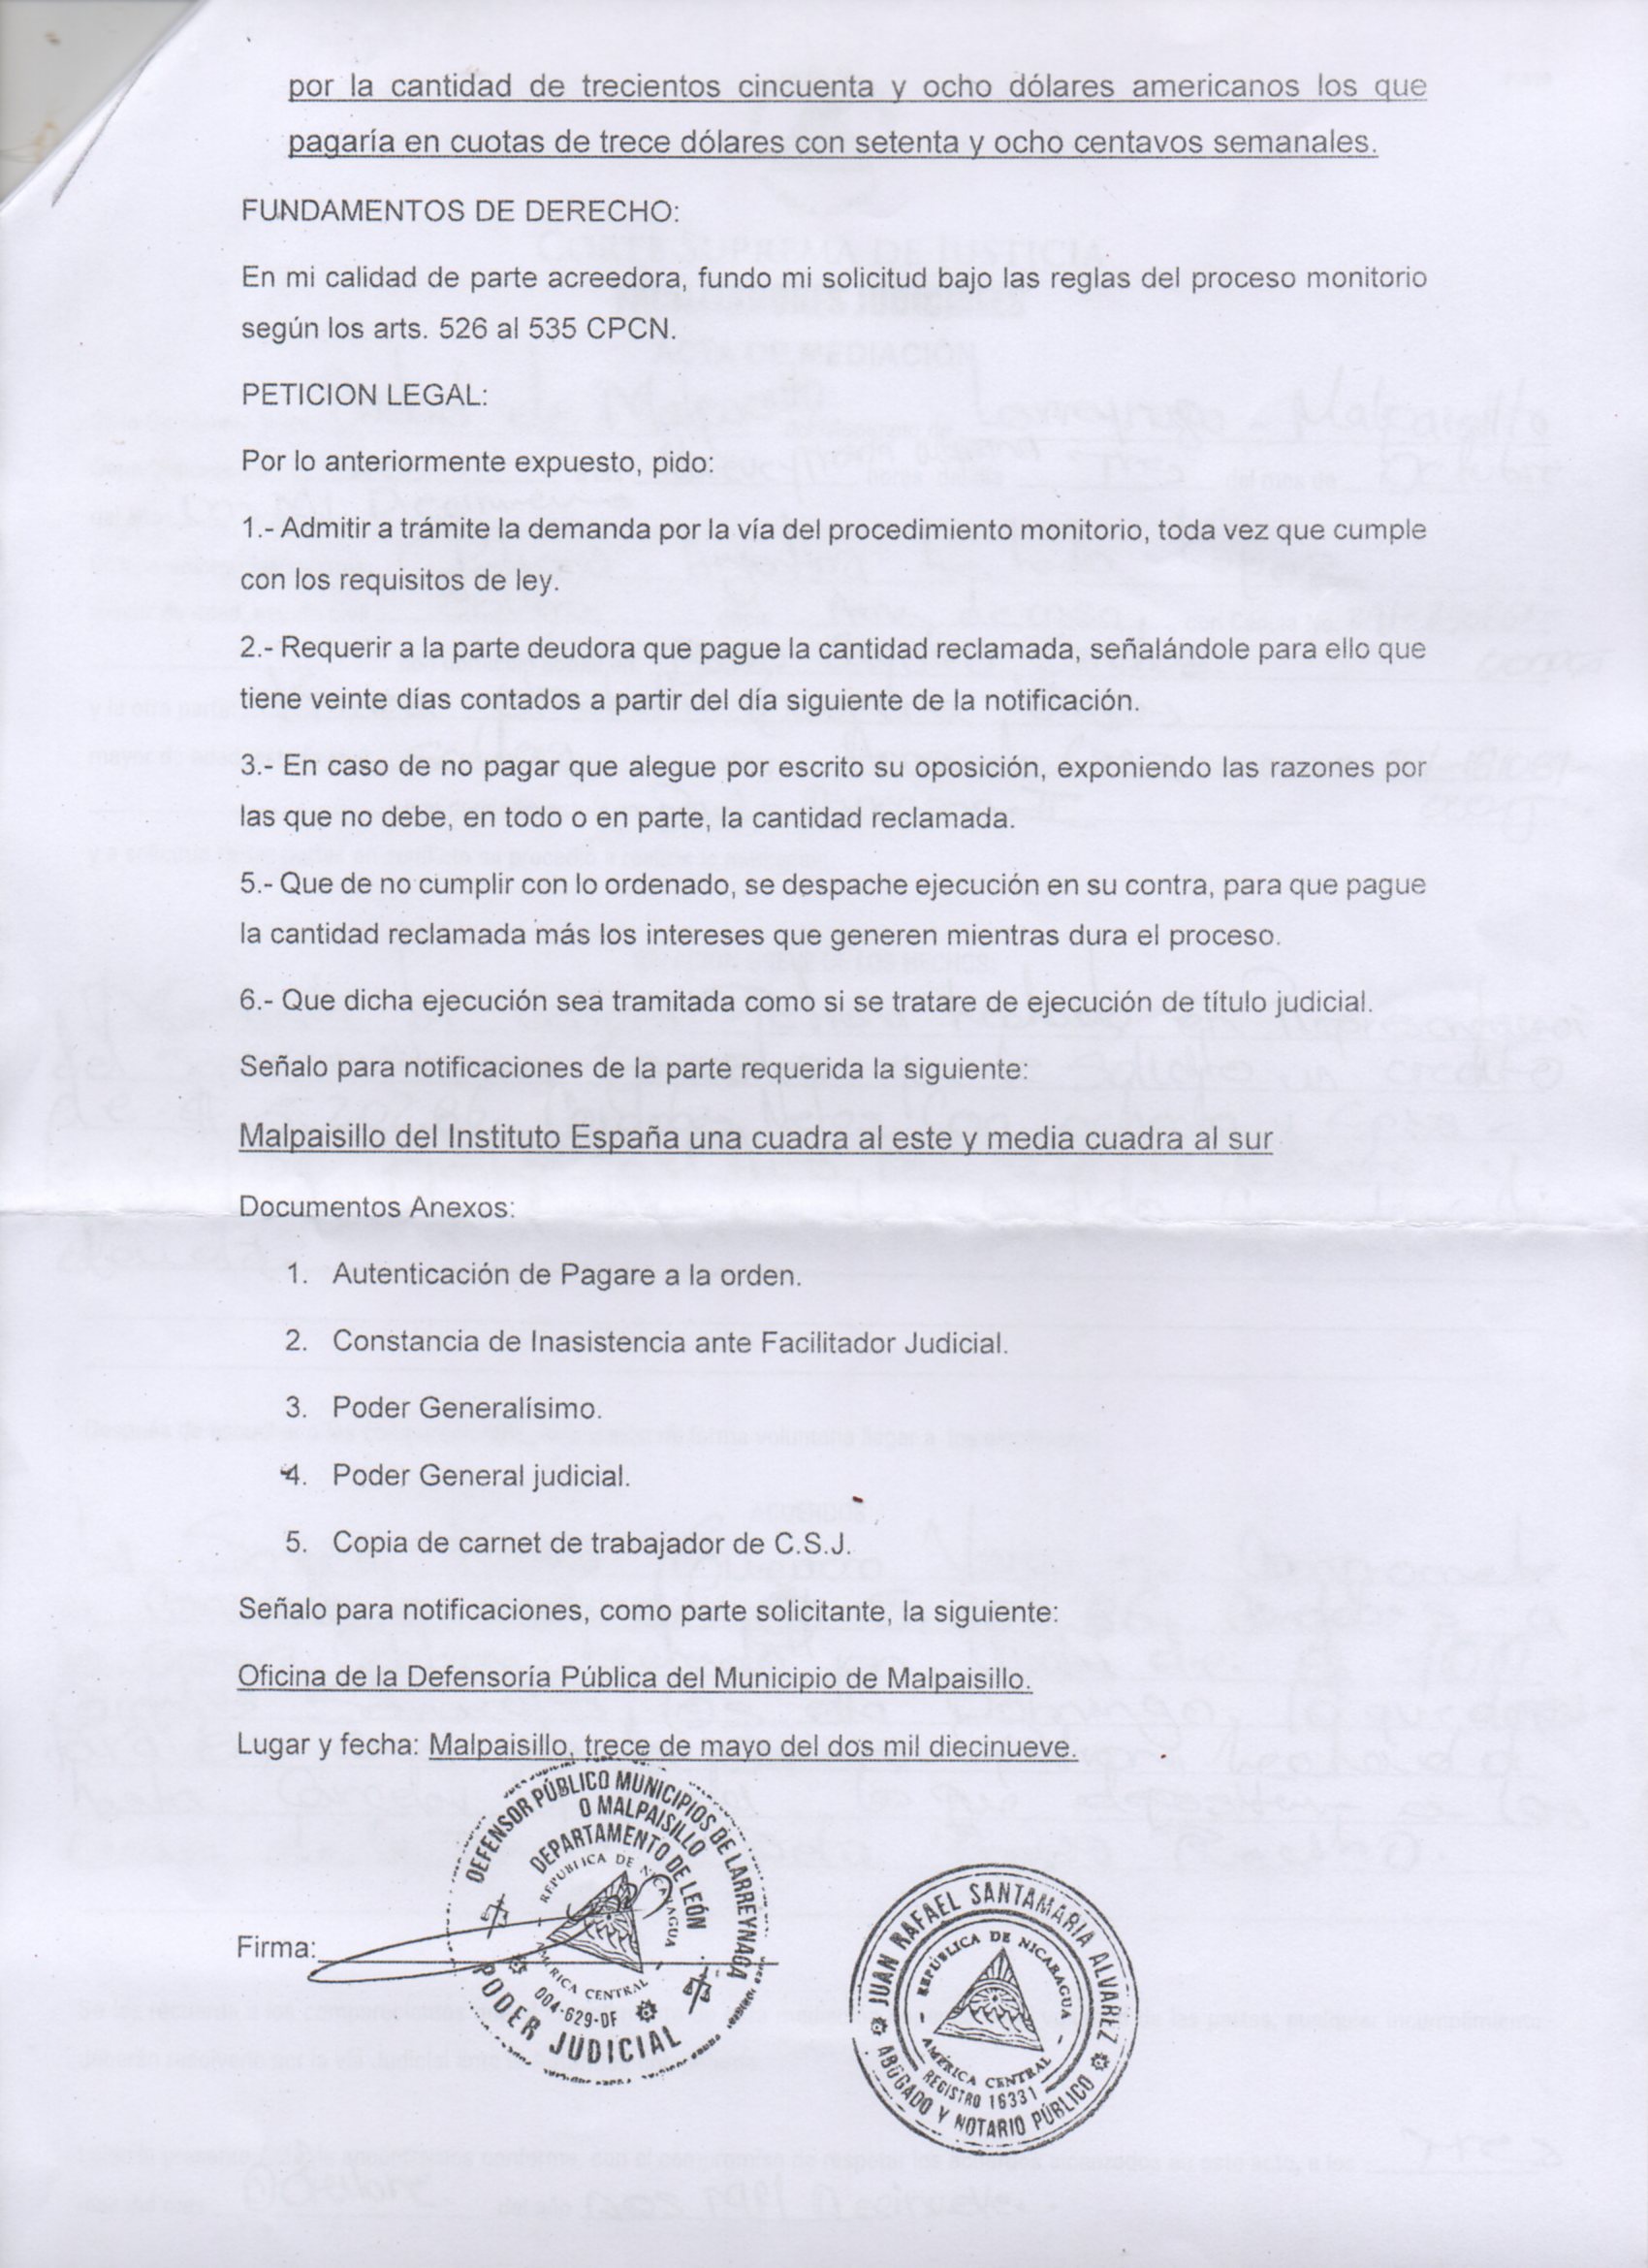 por la cantidad de trecientos cincuenta y ocho dólares americanos los que
pagaría en cuotas de trece dólares con setenta y ocho centavos semanales.
FUNDAMENTOS DE DERECHO:
En mi calidad de parte acreedora, fundo mi solicitud bajo las reglas del proceso monitorio
según los arts. 526 al 535 CPCN.
PETICION LEGAL:
Por lo anteriormente expuesto, pido:
1.- Admitir a trámite la demanda por la vía del procedimiento monitorio, toda vez que cumple
con los requisitos de ley.
2.- Requerir a la parte deudora que pague la cantidad reclamada, señalándole para ello que
tiene veinte días contados a partir del día siguiente de la notificación.
3.- En caso de no pagar que alegue por escrito su oposición, exponiendo las razones por
las que no debe, en todo o en parte, la cantidad reclamada.
5.- Que de no cumplir con lo ordenado, se despache ejecución en su contra, para que pague
la cantidad reclamada más los intereses que generen mientras dura el proceso.
6.- Que dicha ejecución sea tramitada como si se tratare de ejecución de título judicial.
Señalo para notificaciones de la parte requerida la siguiente:
Malpaisillo del Instituto España una cuadra al este y media cuadra al sur
Documentos Anexos:
1. Autenticación de Pagare a la orden.
2. Constancia de Inasistencia ante Facilitador Judicial.
3. Poder Generalísimo.
4. Poder General judicial.
5. Copia de carnet de trabajador de C.S.J.
Señalo para notificaciones, como parte solicitante, la siguiente:
Oficina de la Defensoría Pública del Municipio de Malpaisillo.
Lugar y fecha: Malpaisillo, trece de mayo del dos mil diecinueve.
DEFENSOR PÚBLICO MUNICIPIOS DE LARREYNAGA
O MALPAISILLO
DEPARTAMENTO DE LEÓN
REPUBLICA DE NICARAGUA
AMERICA CENTRAL
004-629-DF
PODER JUDICIAL
Firma:
JUAN RAFAEL SANTAMARIA ALVAREZ
REPÚBLICA DE NICARAGUA
AMÉRICA CENTRAL
REGISTRO 16331
ABOGADO Y NOTARIO PÚBLICO